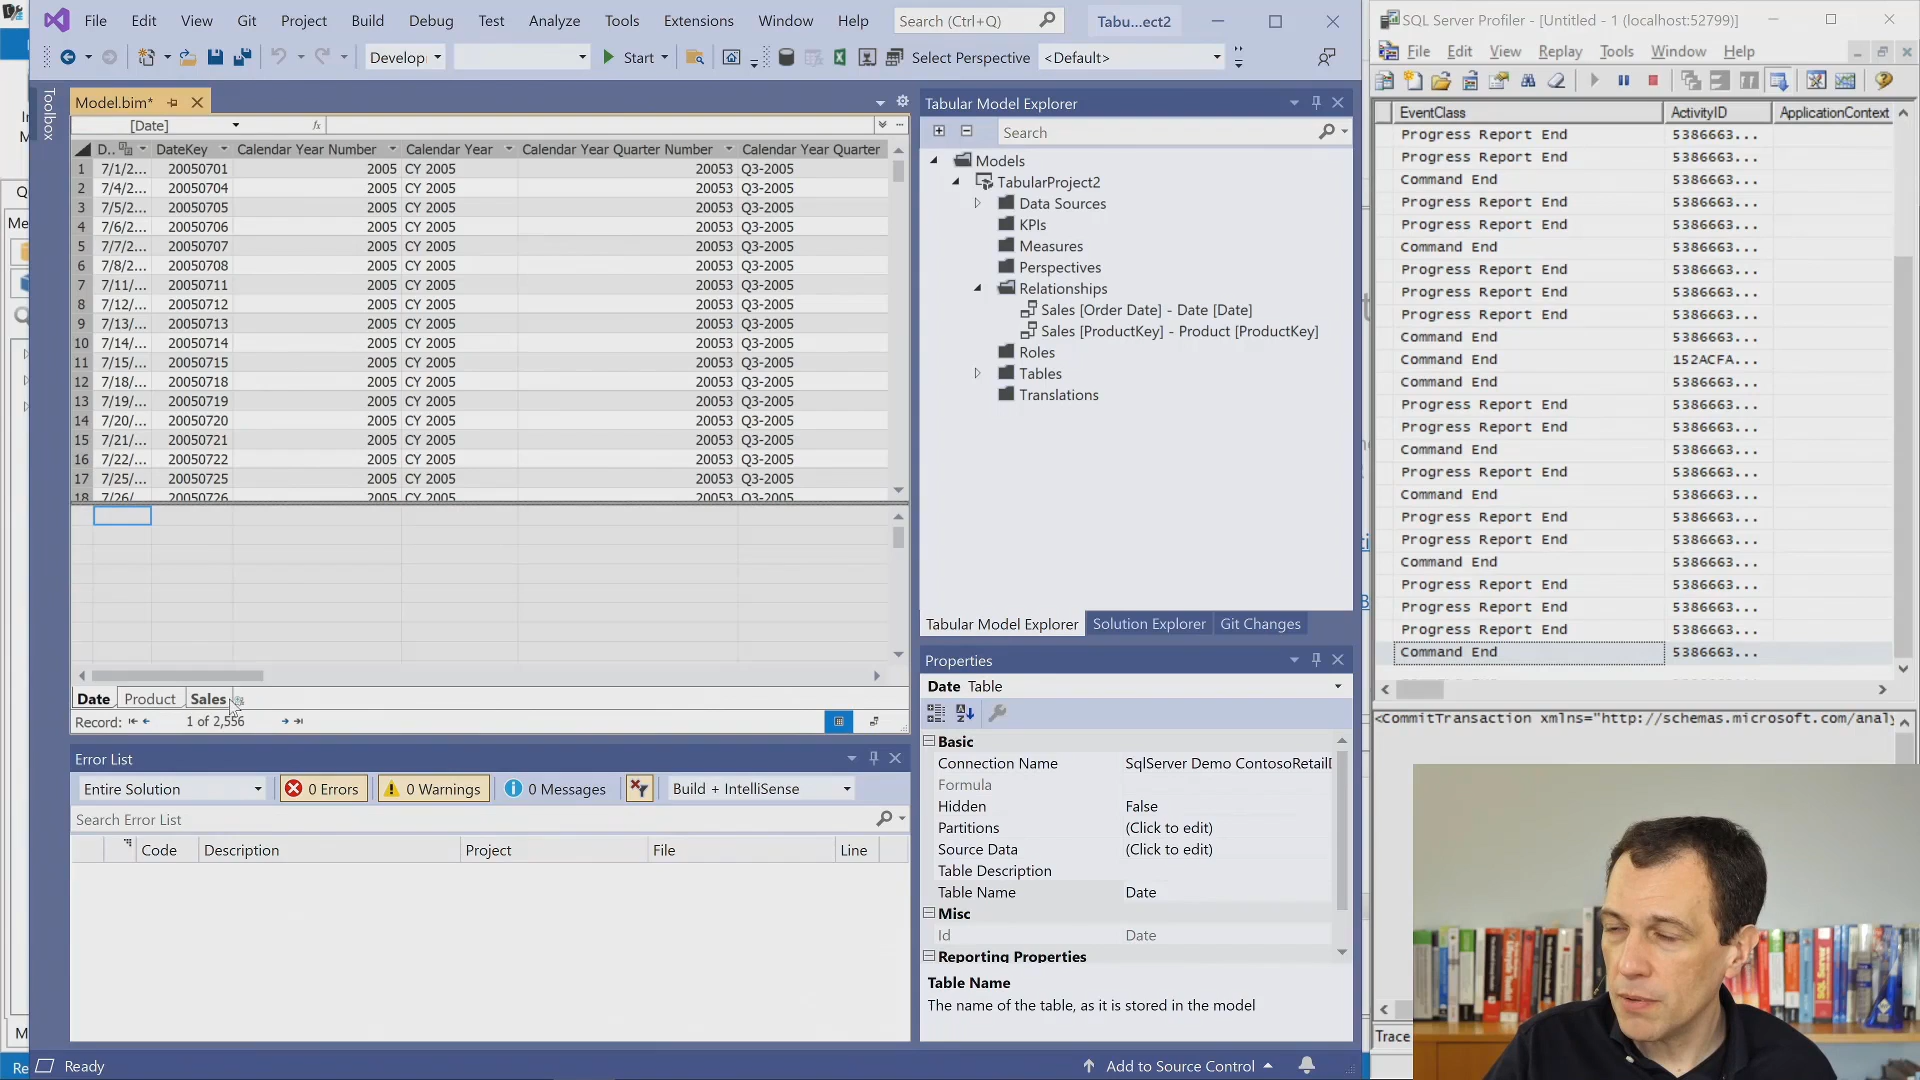 File Edit View Git Project Build Debug Test Analyze Tools Extensions Window Help Search (Ctrl+Q) Tabu...ect2
Develop Start Select Perspective <Default>
Toolbox
Model.bim*
[Date] fx
D.. DateKey Calendar Year Number Calendar Year Calendar Year Quarter Number Calendar Year Quarter
1 7/1/2... 20050701 2005 CY 2005 20053 Q3-2005
2 7/4/2... 20050704 2005 CY 2005 20053 Q3-2005
3 7/5/2... 20050705 2005 CY 2005 20053 Q3-2005
4 7/6/2... 20050706 2005 CY 2005 20053 Q3-2005
5 7/7/2... 20050707 2005 CY 2005 20053 Q3-2005
6 7/8/2... 20050708 2005 CY 2005 20053 Q3-2005
7 7/11/... 20050711 2005 CY 2005 20053 Q3-2005
8 7/12/... 20050712 2005 CY 2005 20053 Q3-2005
9 7/13/... 20050713 2005 CY 2005 20053 Q3-2005
10 7/14/... 20050714 2005 CY 2005 20053 Q3-2005
11 7/15/... 20050715 2005 CY 2005 20053 Q3-2005
12 7/18/... 20050718 2005 CY 2005 20053 Q3-2005
13 7/19/... 20050719 2005 CY 2005 20053 Q3-2005
14 7/20/... 20050720 2005 CY 2005 20053 Q3-2005
15 7/21/... 20050721 2005 CY 2005 20053 Q3-2005
16 7/22/... 20050722 2005 CY 2005 20053 Q3-2005
17 7/25/... 20050725 2005 CY 2005 20053 Q3-2005
18 7/26/ 20050726 2005 CY 2005 20053 Q3-2005
Date Product Sales
Record: 1 of 2,556
Error List
Entire Solution 0 Errors 0 Warnings 0 Messages Build + IntelliSense
Search Error List
Code Description Project File Line
Ready
Add to Source Control
Tabular Model Explorer
Search
Models
TabularProject2
Data Sources
KPIs
Measures
Perspectives
Relationships
Sales [Order Date] - Date [Date]
Sales [ProductKey] - Product [ProductKey]
Roles
Tables
Translations
Tabular Model Explorer Solution Explorer Git Changes
Properties
Date Table
Basic
Connection Name SqlServer Demo ContosoRetail
Formula
Hidden False
Partitions (Click to edit)
Source Data (Click to edit)
Table Description
Table Name Date
Misc
Id Date
Reporting Properties
Table Name
The name of the table, as it is stored in the model
SQL Server Profiler - [Untitled - 1 (localhost:52799)]
File Edit View Replay Tools Window Help
EventClass ActivityID ApplicationContext
Progress Report End 5386663...
Progress Report End 5386663...
Command End 5386663...
Progress Report End 5386663...
Progress Report End 5386663...
Command End 5386663...
Progress Report End 5386663...
Progress Report End 5386663...
Progress Report End 5386663...
Command End 5386663...
Command End 152ACFA...
Command End 5386663...
Progress Report End 5386663...
Progress Report End 5386663...
Command End 5386663...
Progress Report End 5386663...
Command End 5386663...
Progress Report End 5386663...
Progress Report End 5386663...
Command End 5386663...
Progress Report End 5386663...
Progress Report End 5386663...
Progress Report End 5386663...
Command End 5386663...
<CommitTransaction xmlns="http://schemas.microsoft.com/analy
Trace